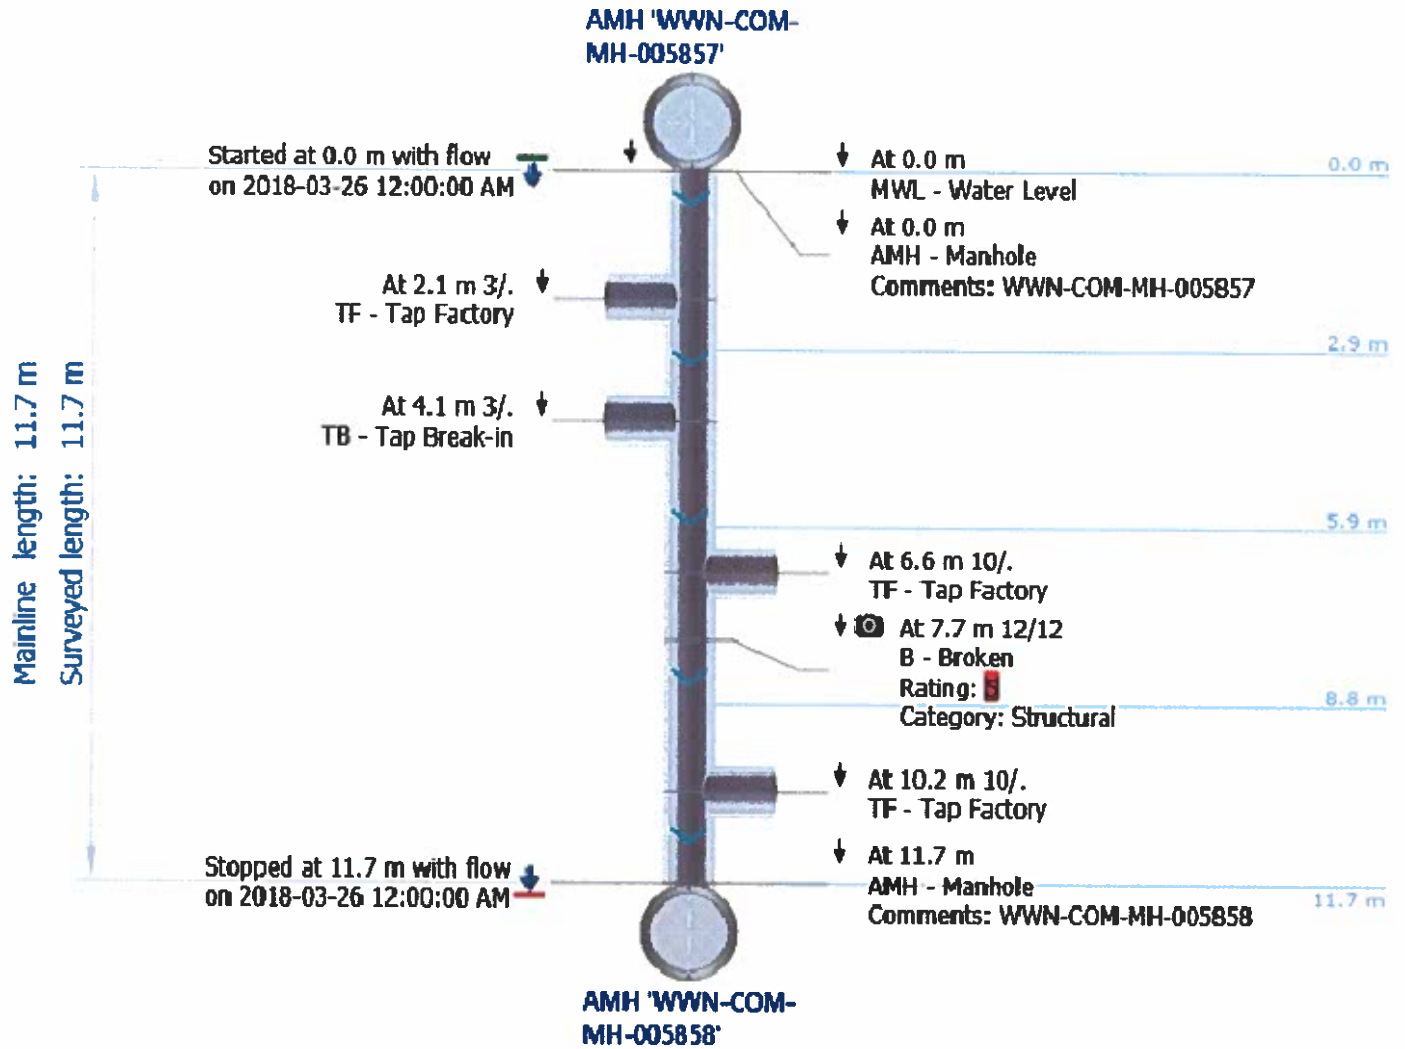 AMH 'WWN-COM-
MH-005857'
Started at 0.0 m with flow
on 2018-03-26 12:00:00 AM
At 0.0 m
MWL - Water Level
0.0 m
At 0.0 m
AMH - Manhole
Comments: WWN-COM-MH-005857
At 2.1 m 3/.
TF - Tap Factory
2.9 m
Mainline length: 11.7 m
Surveyed length: 11.7 m
At 4.1 m 3/.
TB - Tap Break-in
5.9 m
At 6.6 m 10/.
TF - Tap Factory
At 7.7 m 12/12
B - Broken
Rating:
Category: Structural
8.8 m
At 10.2 m 10/.
TF - Tap Factory
Stopped at 11.7 m with flow
on 2018-03-26 12:00:00 AM
At 11.7 m
AMH - Manhole
Comments: WWN-COM-MH-005858
11.7 m
AMH 'WWN-COM-
MH-005858'